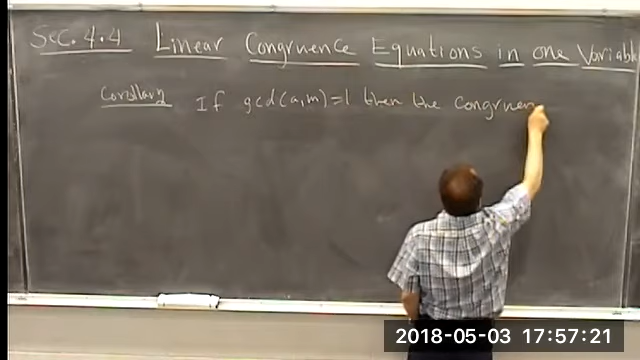 Sec. 4.4 Linear Congruence Equations in one Variable
Corollary If gcd(a,m)=1 then the Congruen
2018-05-03 17:57:21